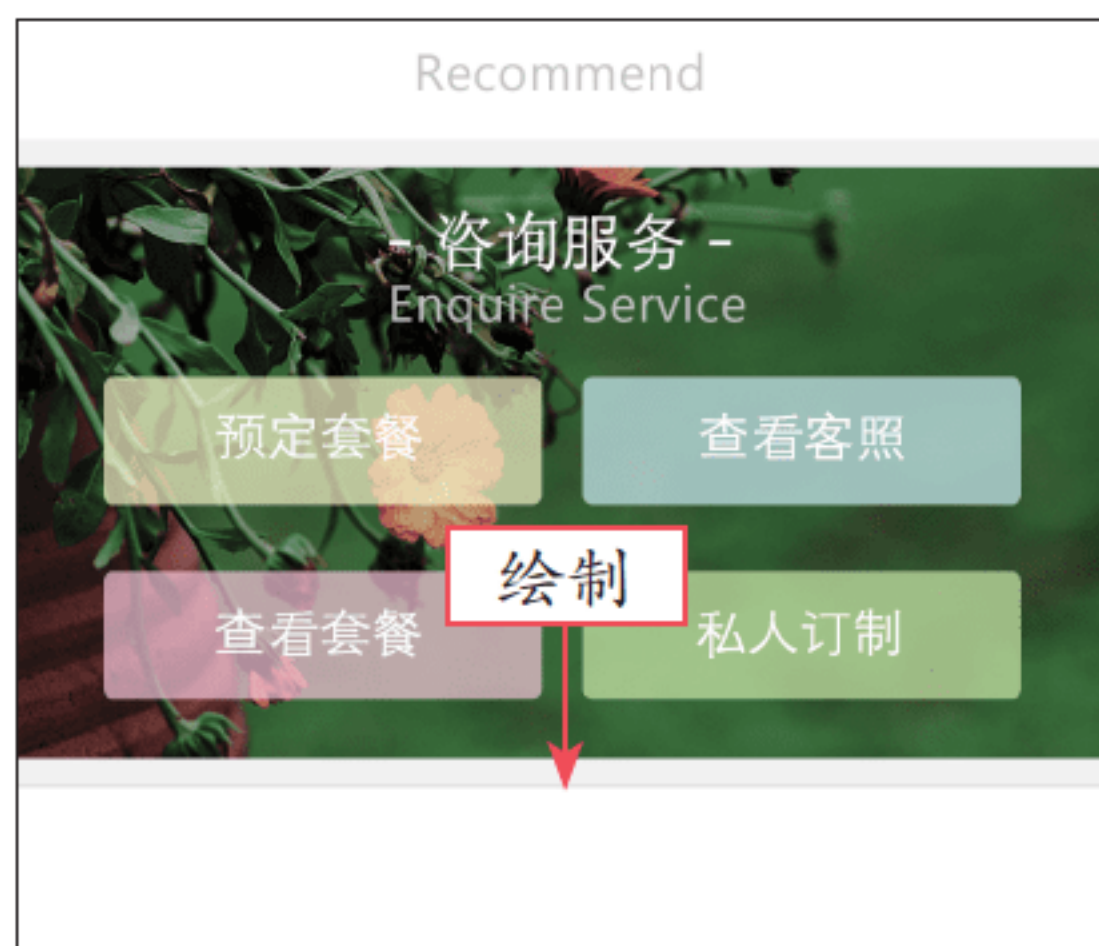 Recommend
- 咨询服务 -
Enquire Service
预定套餐
查看客照
绘制
查看套餐
私人订制